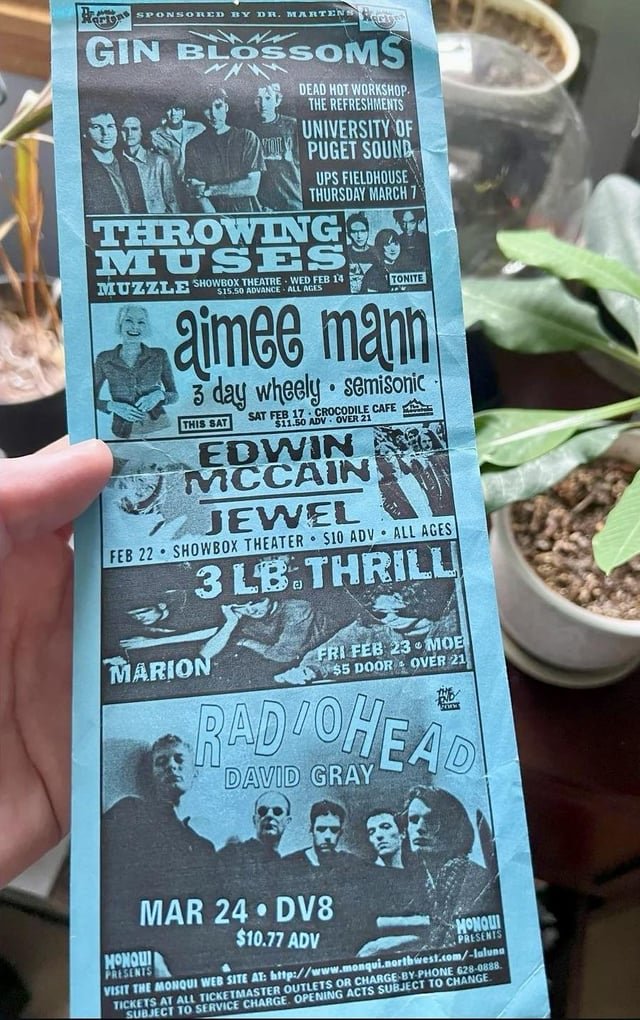 Dr. Martens SPONSORED BY DR. MARTENS Dr. Martens
GIN BLOSSOMS
DEAD HOT WORKSHOP.
THE REFRESHMENTS
UNIVERSITY OF
PUGET SOUND
UPS FIELDHOUSE
THURSDAY MARCH 7
THROWING
MUSES
MUZZLE SHOWBOX THEATRE · WED FEB 14
$15.50 ADVANCE · ALL AGES
TONITE
aimee mann
3 day wheely • semisonic
THIS SAT
SAT FEB 17 · CROCODILE CAFE
$11.50 ADV · OVER 21
EDWIN
MCCAIN
JEWEL
FEB 22 • SHOWBOX THEATER • $10 ADV • ALL AGES
3 LB. THRILL
MARION
FRI FEB 23 • MOE
$5 DOOR • OVER 21
THE END
RADIOHEAD
DAVID GRAY
MAR 24 • DV8
$10.77 ADV
MONQUI
PRESENTS
MONQUI
PRESENTS
VISIT THE MONQUI WEB SITE AT: http://www.monqui.northwest.com/~laluna
TICKETS AT ALL TICKETMASTER OUTLETS OR CHARGE-BY-PHONE 628-0888.
SUBJECT TO SERVICE CHARGE. OPENING ACTS SUBJECT TO CHANGE.